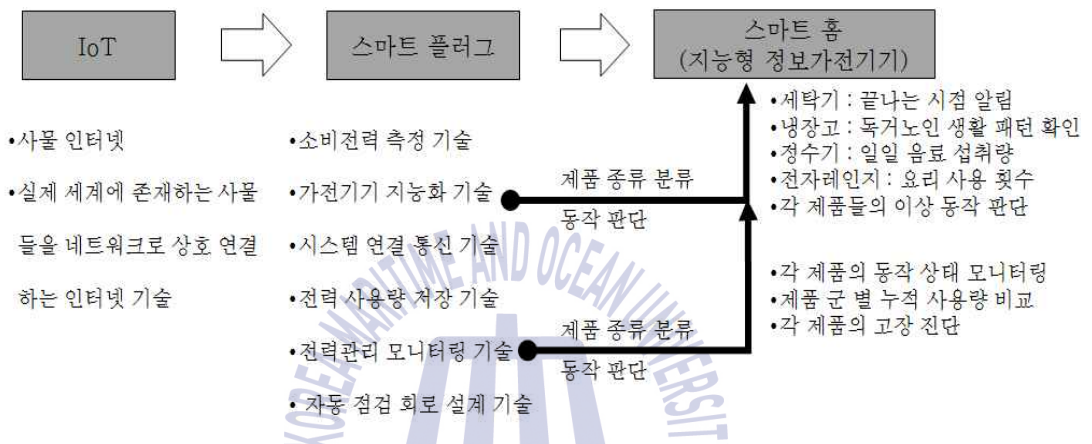 IoT
스마트 플러그
스마트 홈
(지능형 정보가전기기)
•사물 인터넷
•실제 세계에 존재하는 사물
들을 네트워크로 상호 연결
하는 인터넷 기술
•소비전력 측정 기술
•가전기기 지능화 기술
•시스템 연결 통신 기술
•전력 사용량 저장 기술
•전력관리 모니터링 기술
• 자동 점검 회로 설계 기술
제품 종류 분류
동작 판단
제품 종류 분류
동작 판단
•세탁기 : 끝나는 시점 알림
•냉장고 : 독거노인 생활 패턴 확인
•정수기 : 일일 음료 섭취량
•전자레인지 : 요리 사용 횟수
•각 제품들의 이상 동작 판단
•각 제품의 동작 상태 모니터링
•제품 군 별 누적 사용량 비교
•각 제품의 고장 진단
KOREA MARITIME AND OCEAN UNIVERSIT